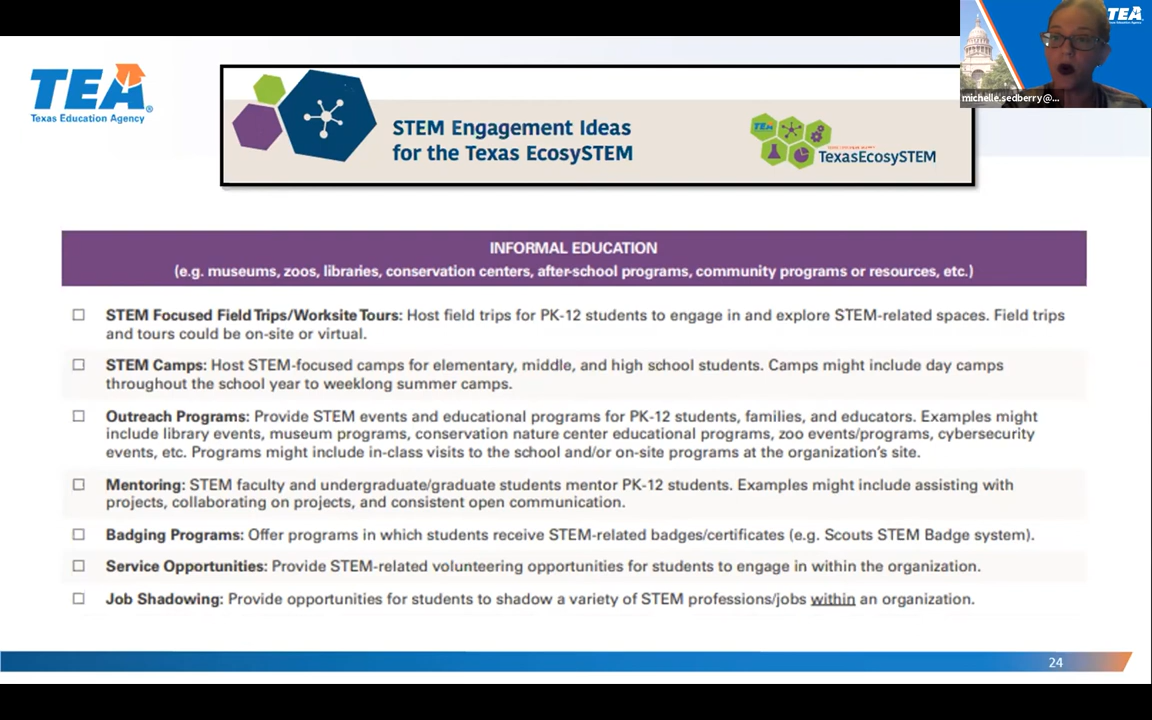 TEA
michelle.sedberry@...
TEA
Texas Education Agency
STEM Engagement Ideas
for the Texas EcosySTEM
TEA
TexasEcosySTEM
INFORMAL EDUCATION
(e.g. museums, zoos, libraries, conservation centers, after-school programs, community programs or resources, etc.)
STEM Focused Field Trips/Worksite Tours: Host field trips for PK-12 students to engage in and explore STEM-related spaces. Field trips
and tours could be on-site or virtual.
STEM Camps: Host STEM-focused camps for elementary, middle, and high school students. Camps might include day camps
throughout the school year to weeklong summer camps.
Outreach Programs: Provide STEM events and educational programs for PK-12 students, families, and educators. Examples might
include library events, museum programs, conservation nature center educational programs, zoo events/programs, cybersecurity
events, etc. Programs might include in-class visits to the school and/or on-site programs at the organization's site.
Mentoring: STEM faculty and undergraduate/graduate students mentor PK-12 students. Examples might include assisting with
projects, collaborating on projects, and consistent open communication.
Badging Programs: Offer programs in which students receive STEM-related badges/certificates (e.g. Scouts STEM Badge system).
Service Opportunities: Provide STEM-related volunteering opportunities for students to engage in within the organization.
Job Shadowing: Provide opportunities for students to shadow a variety of STEM professions/jobs within an organization.
24